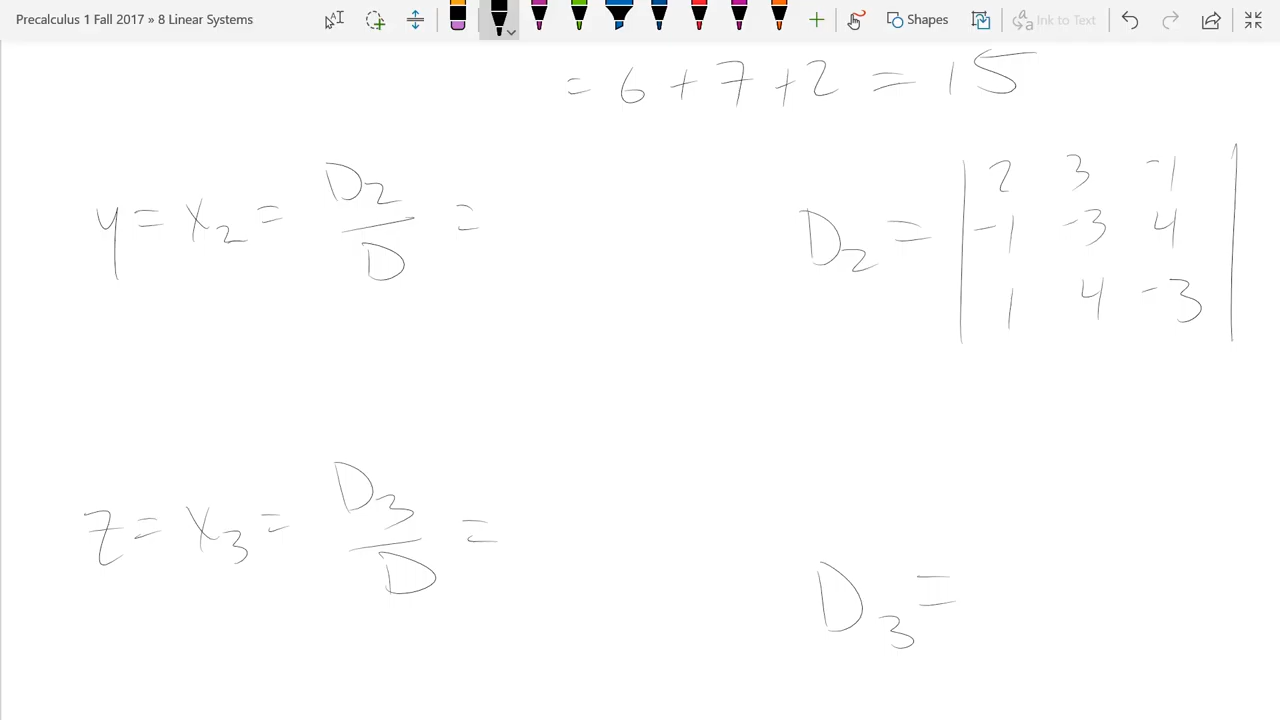 Precalculus 1 Fall 2017 » 8 Linear Systems
Shapes
Ink to Text
= 6 + 7 + 2 = 15
y = x₂ = D₂/D =
D₂ = | 2 3 -1 |
| -1 -3 4 |
| 1 4 -3 |
z = x₃ = D₃/D =
D₃ =